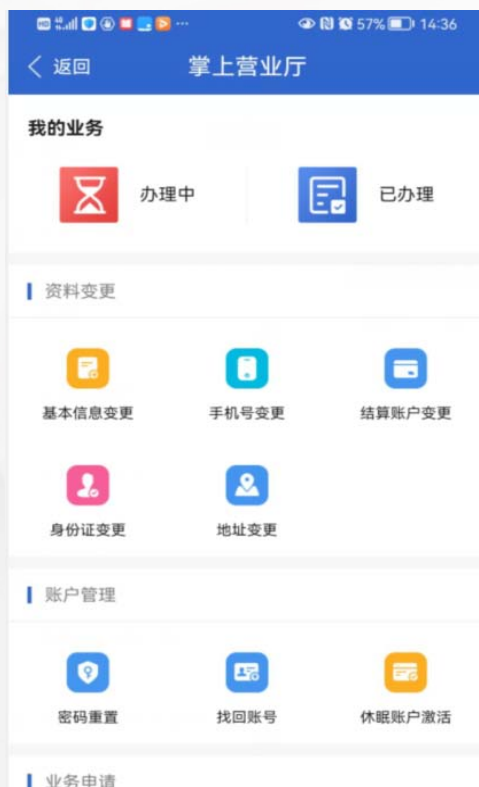 57% 14:36
返回 掌上营业厅
我的业务
办理中 已办理
资料变更
基本信息变更 手机号变更 结算账户变更
身份证变更 地址变更
账户管理
密码重置 找回账号 休眠账户激活
业务申请